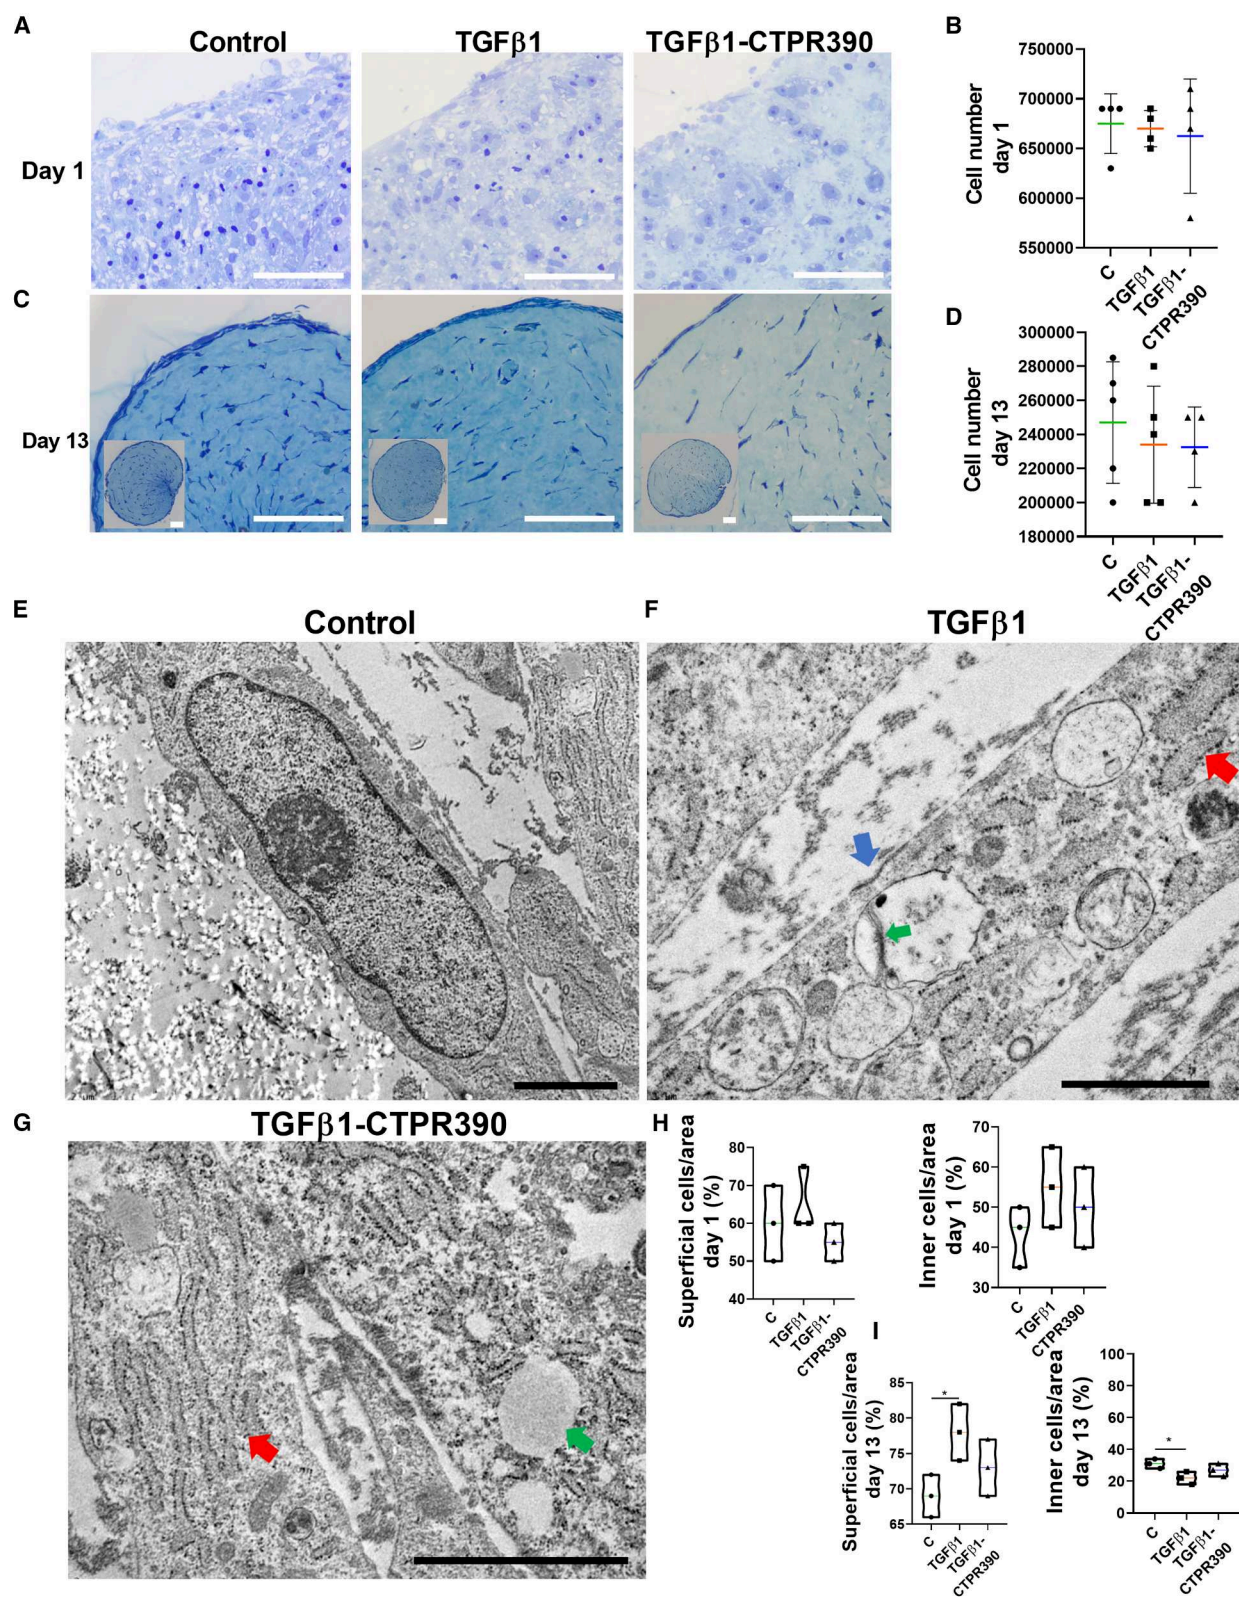 A
Control
TGFβ1
TGFβ1-CTPR390
Day 1
B
750000
700000
650000
600000
550000
Cell number
day 1
C
TGFβ1
TGFβ1-
CTPR390
C
Day 13
D
300000
280000
260000
240000
220000
200000
180000
Cell number
day 13
C
TGFβ1
TGFβ1-
CTPR390
E
Control
F
TGFβ1
G
TGFβ1-CTPR390
H
80
70
60
50
40
Superficial cells/area
day 1 (%)
C
TGFβ1
TGFβ1-
CTPR390
70
60
50
40
30
Inner cells/area
day 1 (%)
C
TGFβ1
CTPR390
I
85
80
75
70
65
Superficial cells/area
day 13 (%)
*
C
TGFβ1
TGFβ1-
CTPR390
100
80
60
40
20
0
Inner cells/area
day 13 (%)
*
C
TGFβ1
TGFβ1-
CTPR390